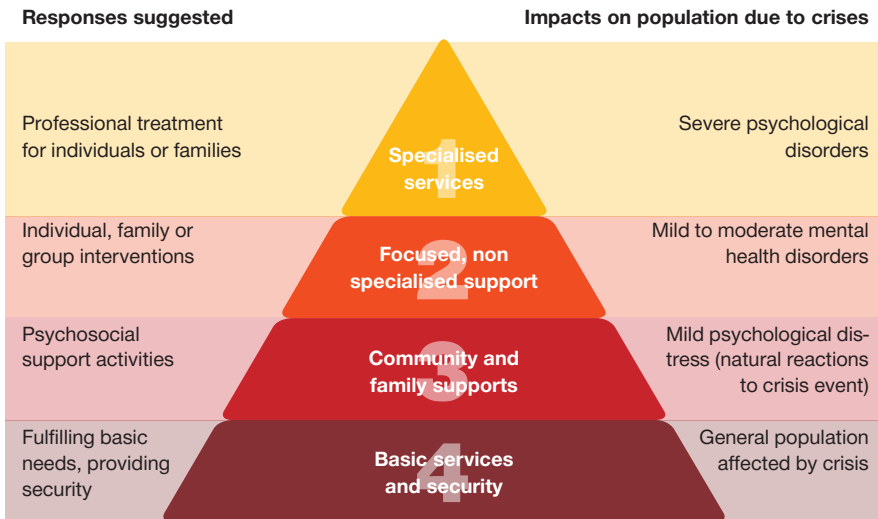 Responses suggested
Impacts on population due to crises
Professional treatment
for individuals or families
1
Specialised
services
Severe psychological
disorders
Individual, family or
group interventions
2
Focused, non
specialised support
Mild to moderate mental
health disorders
Psychosocial
support activities
3
Community and
family supports
Mild psychological dis-
tress (natural reactions
to crisis event)
Fulfilling basic
needs, providing
security
4
Basic services
and security
General population
affected by crisis